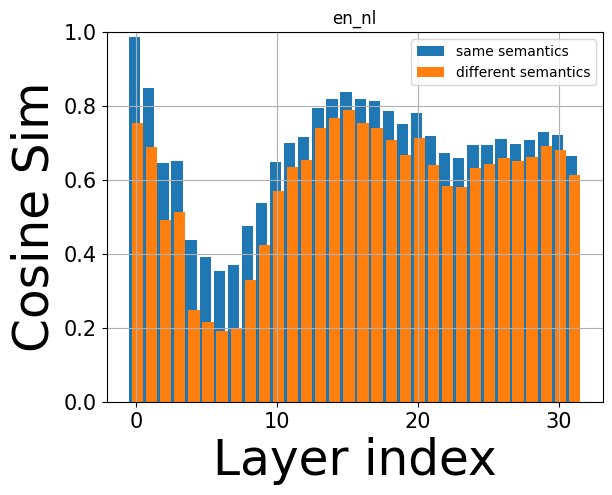 en_nl
same semantics
different semantics
Cosine Sim
1.0
0.8
0.6
0.4
0.2
0.0
0 10 20 30
Layer index